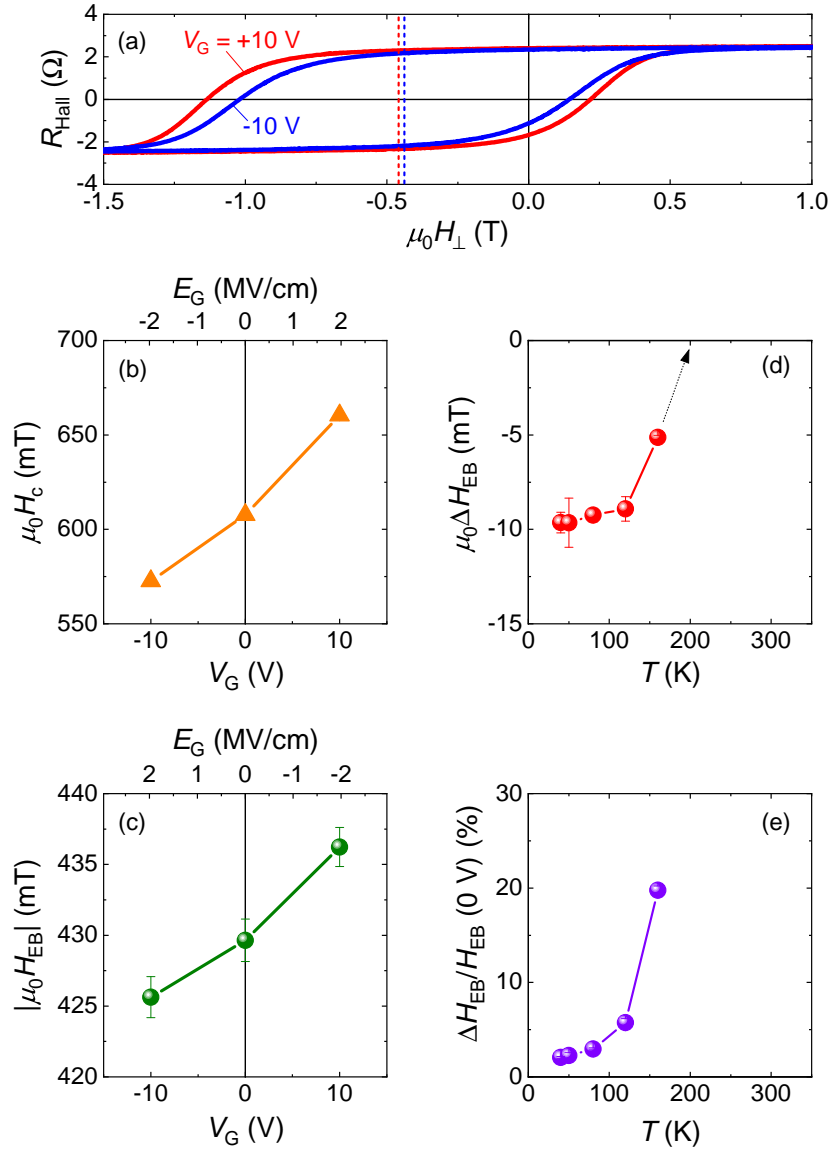 (a)
V_G = +10 V
-10 V
R_Hall (Ω)
4
2
0
-2
-4
-1.5 -1.0 -0.5 0.0 0.5 1.0
μ0H⊥ (T)
E_G (MV/cm)
-2 -1 0 1 2
(b)
μ0H_c (mT)
700
650
600
550
-10 0 10
V_G (V)
(d)
μ0ΔH_EB (mT)
0
-5
-10
-15
0 100 200 300
T (K)
E_G (MV/cm)
2 1 0 -1 -2
(c)
|μ0H_EB| (mT)
440
435
430
425
420
-10 0 10
V_G (V)
(e)
ΔH_EB/H_EB (0 V) (%)
30
20
10
0
0 100 200 300
T (K)